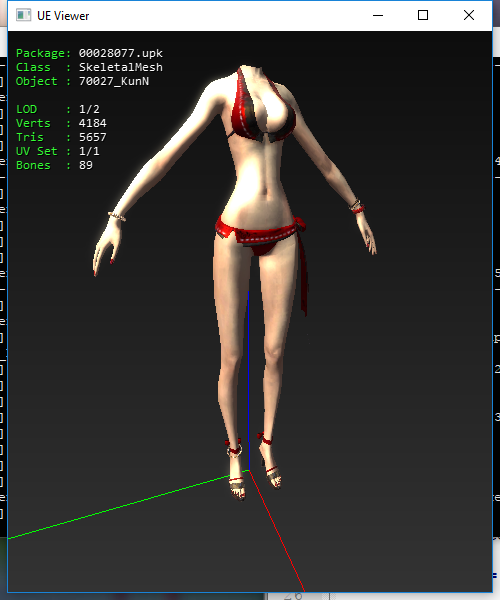 UE Viewer
Package: 00028077.upk
Class : SkeletalMesh
Object : 70027_KunN
LOD : 1/2
Verts : 4184
Tris : 5657
UV Set : 1/1
Bones : 89